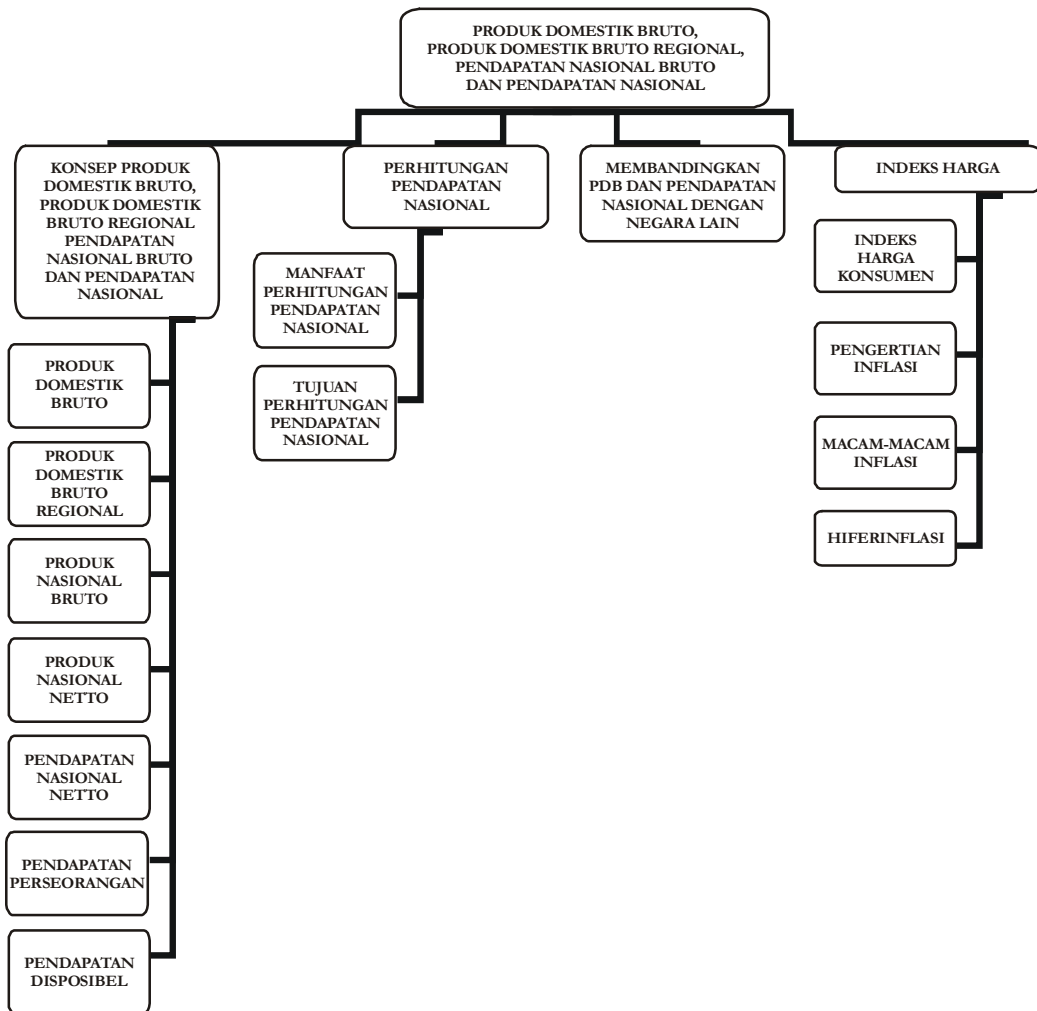 PRODUK DOMESTIK BRUTO,
PRODUK DOMESTIK BRUTO REGIONAL,
PENDAPATAN NASIONAL BRUTO
DAN PENDAPATAN NASIONAL
KONSEP PRODUK
DOMESTIK BRUTO,
PRODUK DOMESTIK
BRUTO REGIONAL
PENDAPATAN
NASIONAL BRUTO
DAN PENDAPATAN
NASIONAL
PRODUK
DOMESTIK
BRUTO
PRODUK
DOMESTIK
BRUTO
REGIONAL
PRODUK
NASIONAL
BRUTO
PRODUK
NASIONAL
NETTO
PENDAPATAN
NASIONAL
NETTO
PENDAPATAN
PERSEORANGAN
PENDAPATAN
DISPOSIBEL
PERHITUNGAN
PENDAPATAN
NASIONAL
MANFAAT
PERHITUNGAN
PENDAPATAN
NASIONAL
TUJUAN
PERHITUNGAN
PENDAPATAN
NASIONAL
MEMBANDINGKAN
PDB DAN PENDAPATAN
NASIONAL DENGAN
NEGARA LAIN
INDEKS HARGA
INDEKS
HARGA
KONSUMEN
PENGERTIAN
INFLASI
MACAM-MACAM
INFLASI
HIFERINFLASI